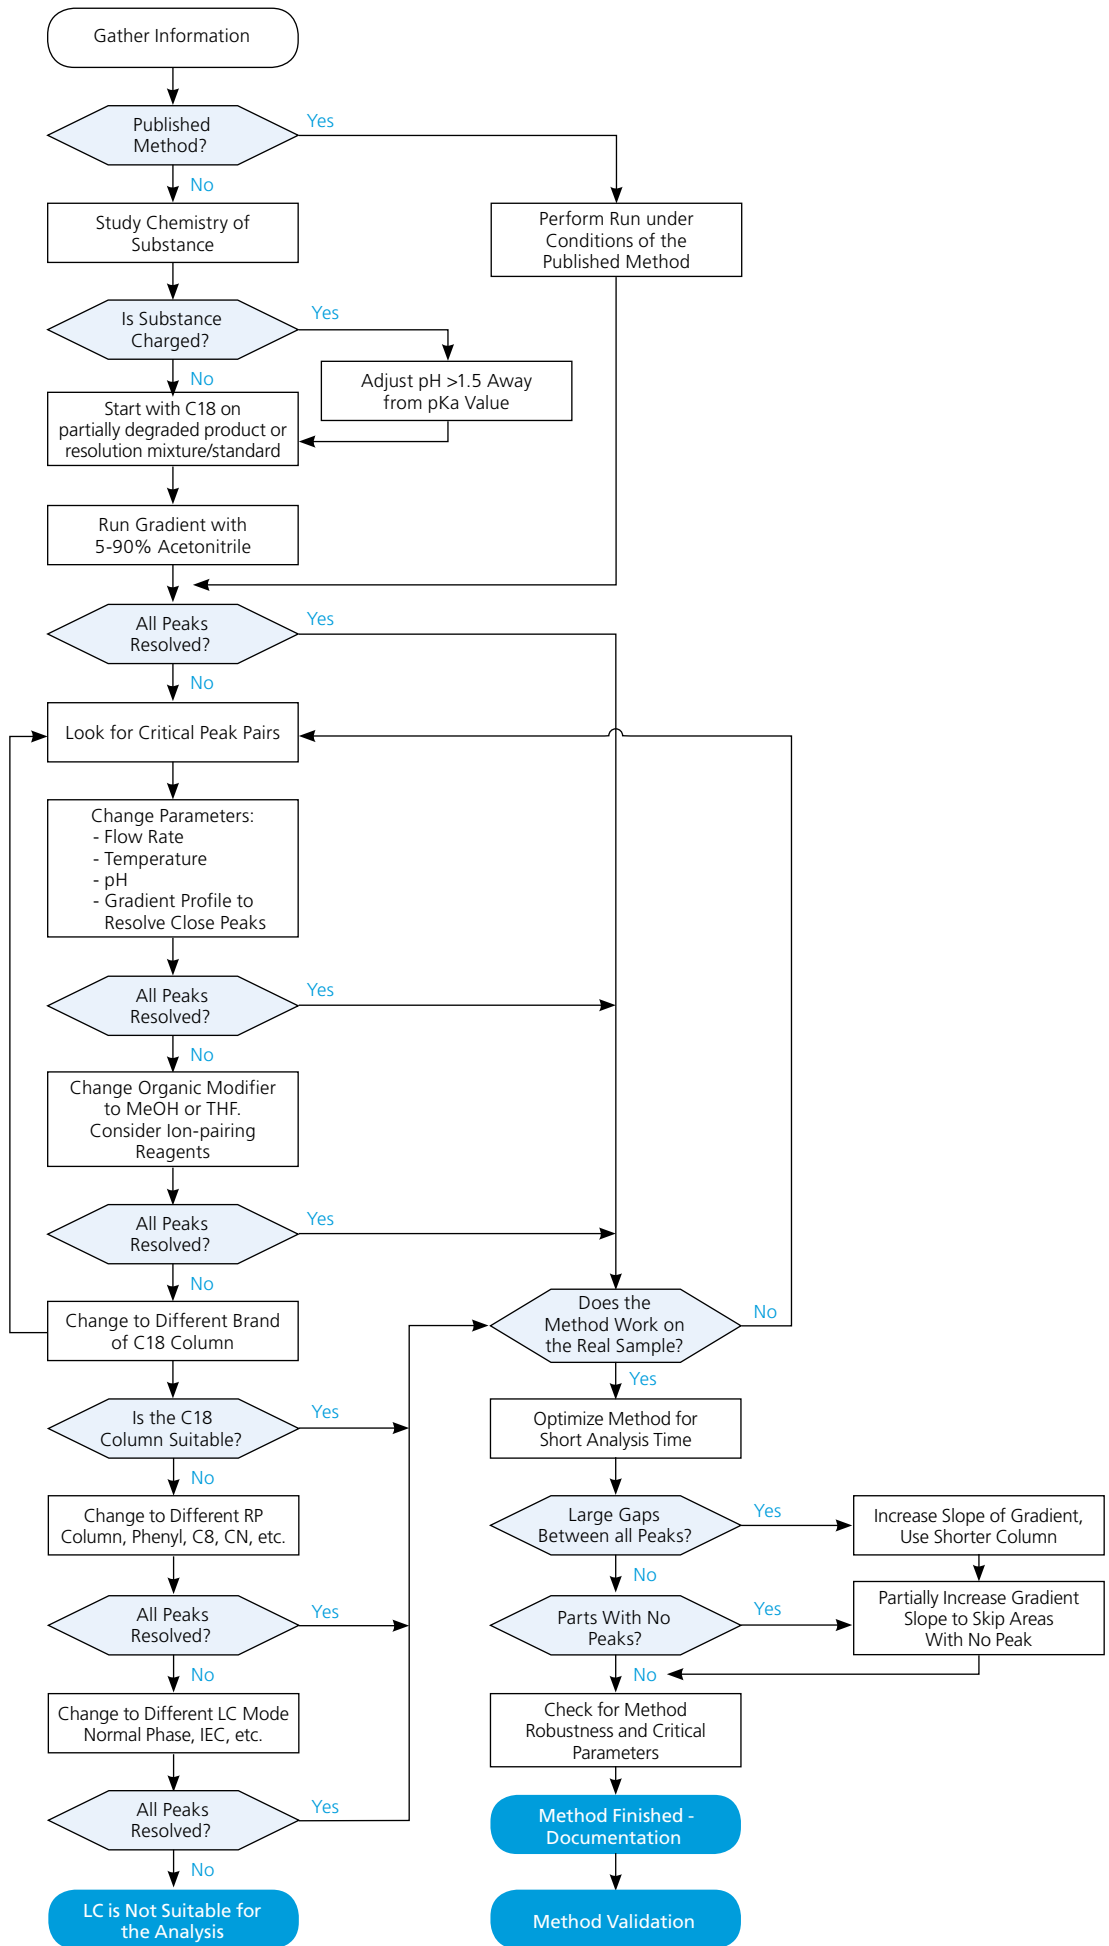 Gather Information
Published
Method?
Yes
No
Study Chemistry of
Substance
Perform Run under
Conditions of the
Published Method
Is Substance
Charged?
Yes
No
Adjust pH >1.5 Away
from pKa Value
Start with C18 on
partially degraded product or
resolution mixture/standard
Run Gradient with
5-90% Acetonitrile
All Peaks
Resolved?
Yes
No
Look for Critical Peak Pairs
Change Parameters:
- Flow Rate
- Temperature
- pH
- Gradient Profile to
Resolve Close Peaks
All Peaks
Resolved?
Yes
No
Change Organic Modifier
to MeOH or THF.
Consider Ion-pairing
Reagents
All Peaks
Resolved?
Yes
No
Change to Different Brand
of C18 Column
Is the C18
Column Suitable?
Yes
No
Change to Different RP
Column, Phenyl, C8, CN, etc.
All Peaks
Resolved?
Yes
No
Change to Different LC Mode
Normal Phase, IEC, etc.
All Peaks
Resolved?
Yes
No
LC is Not Suitable for
the Analysis
Does the
Method Work on
the Real Sample?
No
Yes
Optimize Method for
Short Analysis Time
Large Gaps
Between all Peaks?
Yes
No
Increase Slope of Gradient,
Use Shorter Column
Parts With No
Peaks?
Yes
No
Partially Increase Gradient
Slope to Skip Areas
With No Peak
Check for Method
Robustness and Critical
Parameters
Method Finished -
Documentation
Method Validation